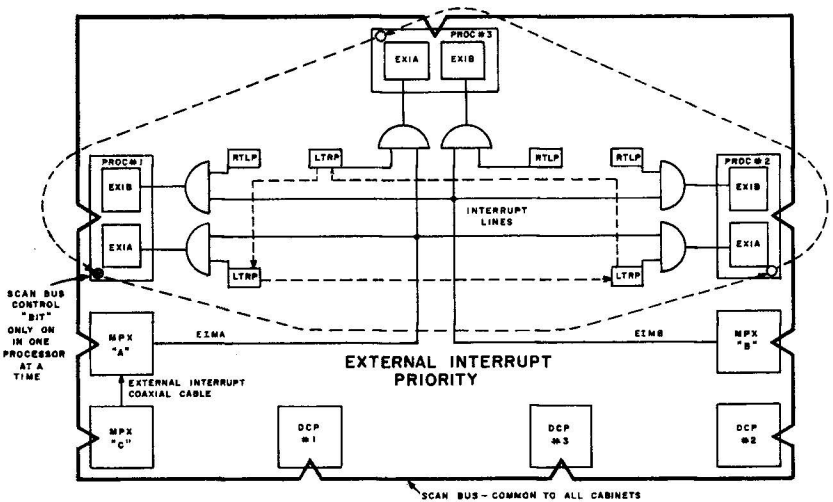 PROC#3
EXIA
EXIB
PROC#1
EXIB
EXIA
RTLP
LTRP
RTLP
RTLP
PROC#2
EXIB
EXIA
INTERRUPT
LINES
LTRP
LTRP
SCAN BUS
CONTROL
"BIT"
ONLY ON
IN ONE
PROCESSOR
AT A
TIME
MPX
"A"
EIMA
EIMB
MPX
"B"
EXTERNAL INTERRUPT
PRIORITY
EXTERNAL INTERRUPT
COAXIAL CABLE
MPX
"C"
DCP
#1
DCP
#3
DCP
#2
SCAN BUS - COMMON TO ALL CABINETS